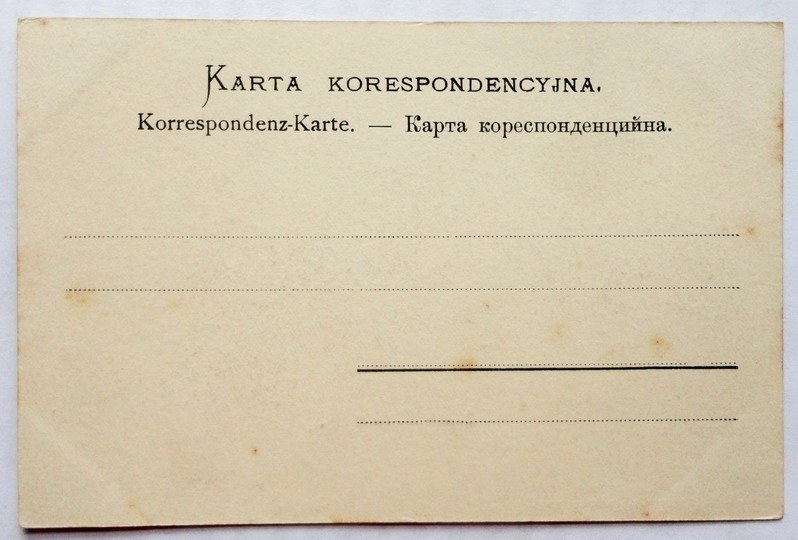 KARTA KORESPONDENCYJNA.
Korrespondenz-Karte. — Карта кореспонденцийна.